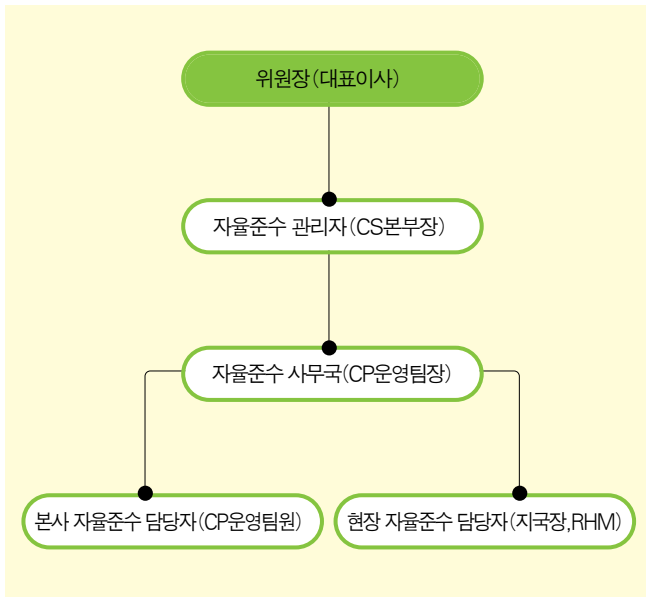 위원장(대표이사)
자율준수 관리자(CS본부장)
자율준수 사무국(CP운영팀장)
본사 자율준수 담당자(CP운영팀원)
현장 자율준수 담당자(지국장,RHM)